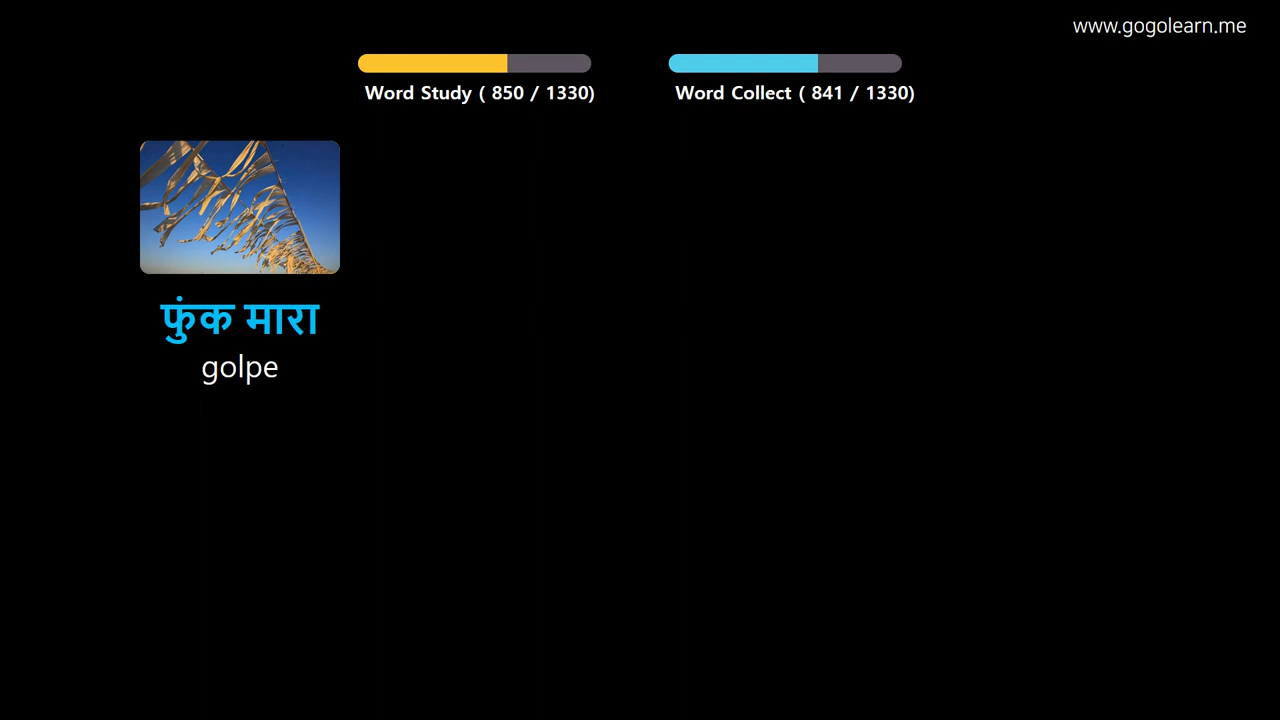 www.gogolearn.me
Word Study ( 850 / 1330)
Word Collect ( 841 / 1330)
फुंक मारा
golpe